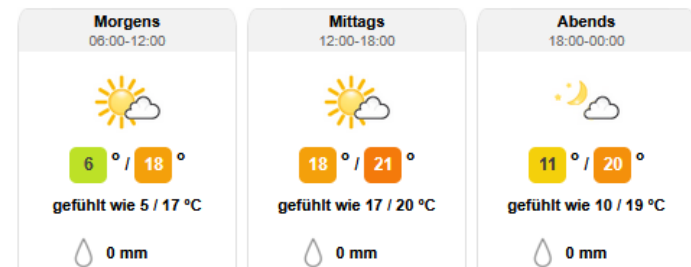 Morgens
06:00-12:00
6 ° / 18 °
gefühlt wie 5 / 17 °C
0 mm
Mittags
12:00-18:00
18 ° / 21 °
gefühlt wie 17 / 20 °C
0 mm
Abends
18:00-00:00
11 ° / 20 °
gefühlt wie 10 / 19 °C
0 mm